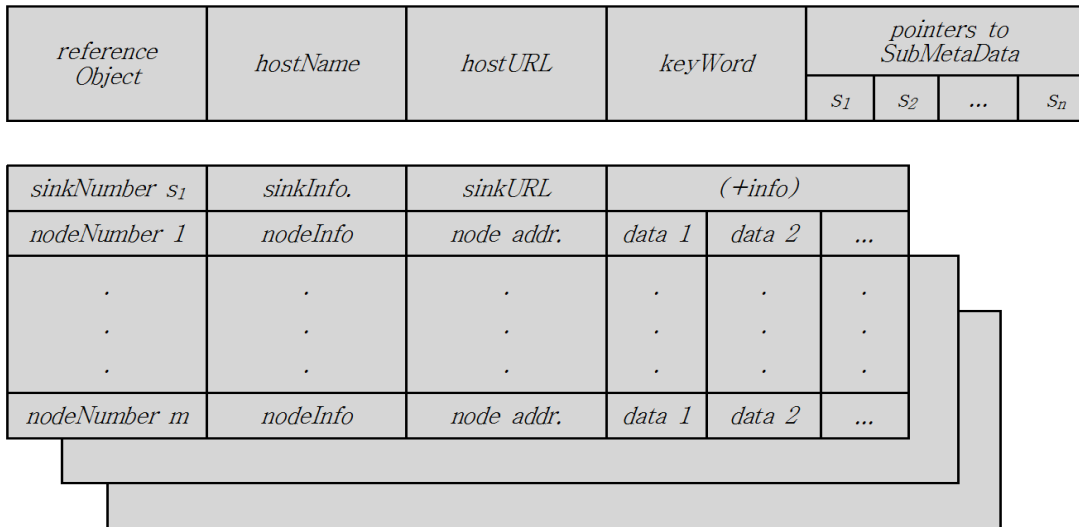 reference Object hostName hostURL keyWord pointers to SubMetaData
s1 s2 ... sn
sinkNumber s1 sinkInfo. sinkURL (+info)
nodeNumber 1 nodeInfo node addr. data 1 data 2 ...
. . . . . .
. . . . . .
. . . . . .
nodeNumber m nodeInfo node addr. data 1 data 2 ...